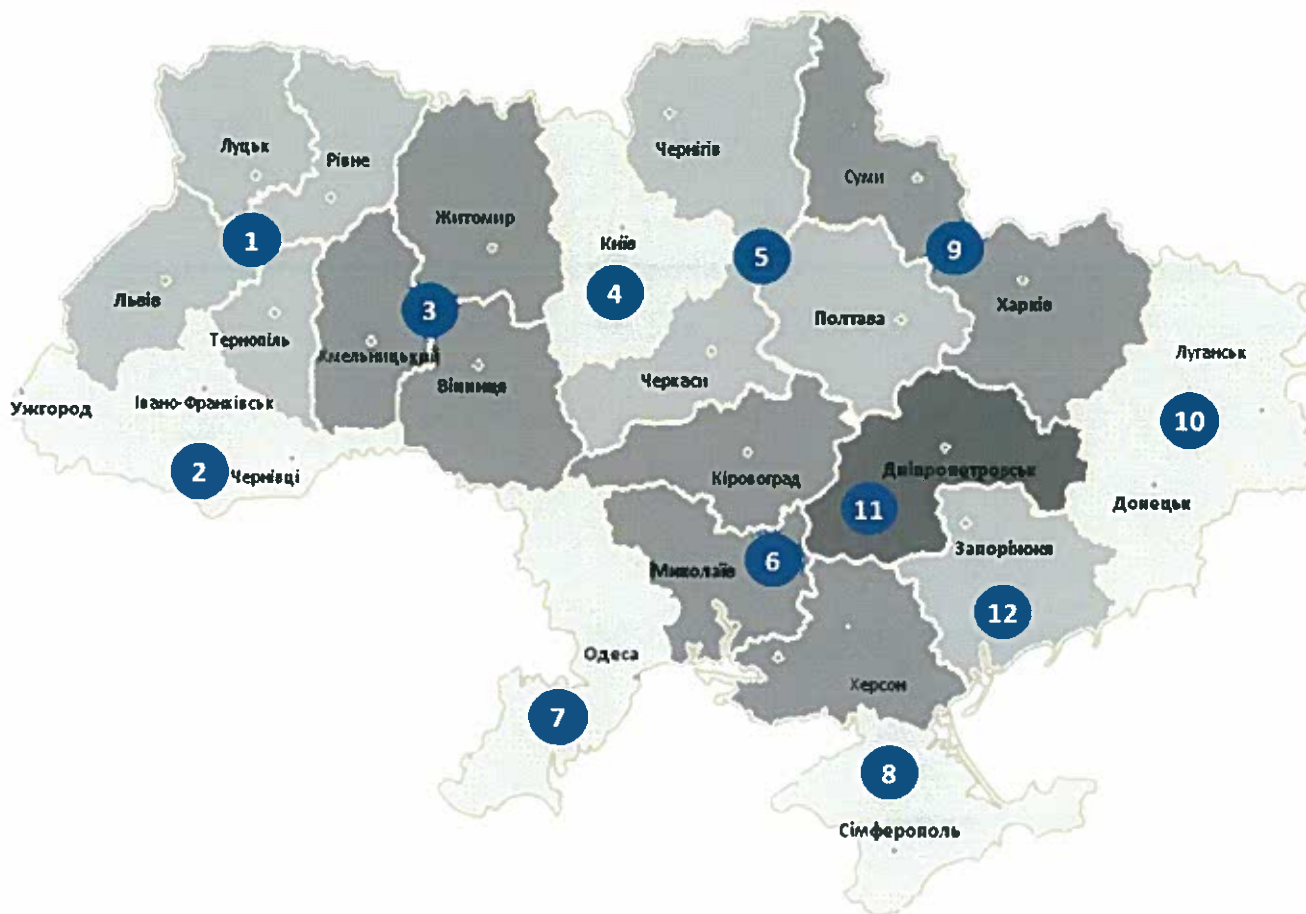 Луцьк
Рівне
Чернігів
Суми
Житомир
Київ
1
5
9
4
Львів
3
Харків
Тернопіль
Полтава
Хмельницький
Вінниця
Черкаси
Луганськ
Ужгород
Івано-Франківськ
10
2
Чернівці
Кіровоград
Дніпропетровськ
Донецьк
11
Запоріжжя
Миколаїв
6
12
Одеса
Херсон
7
8
Сімферополь